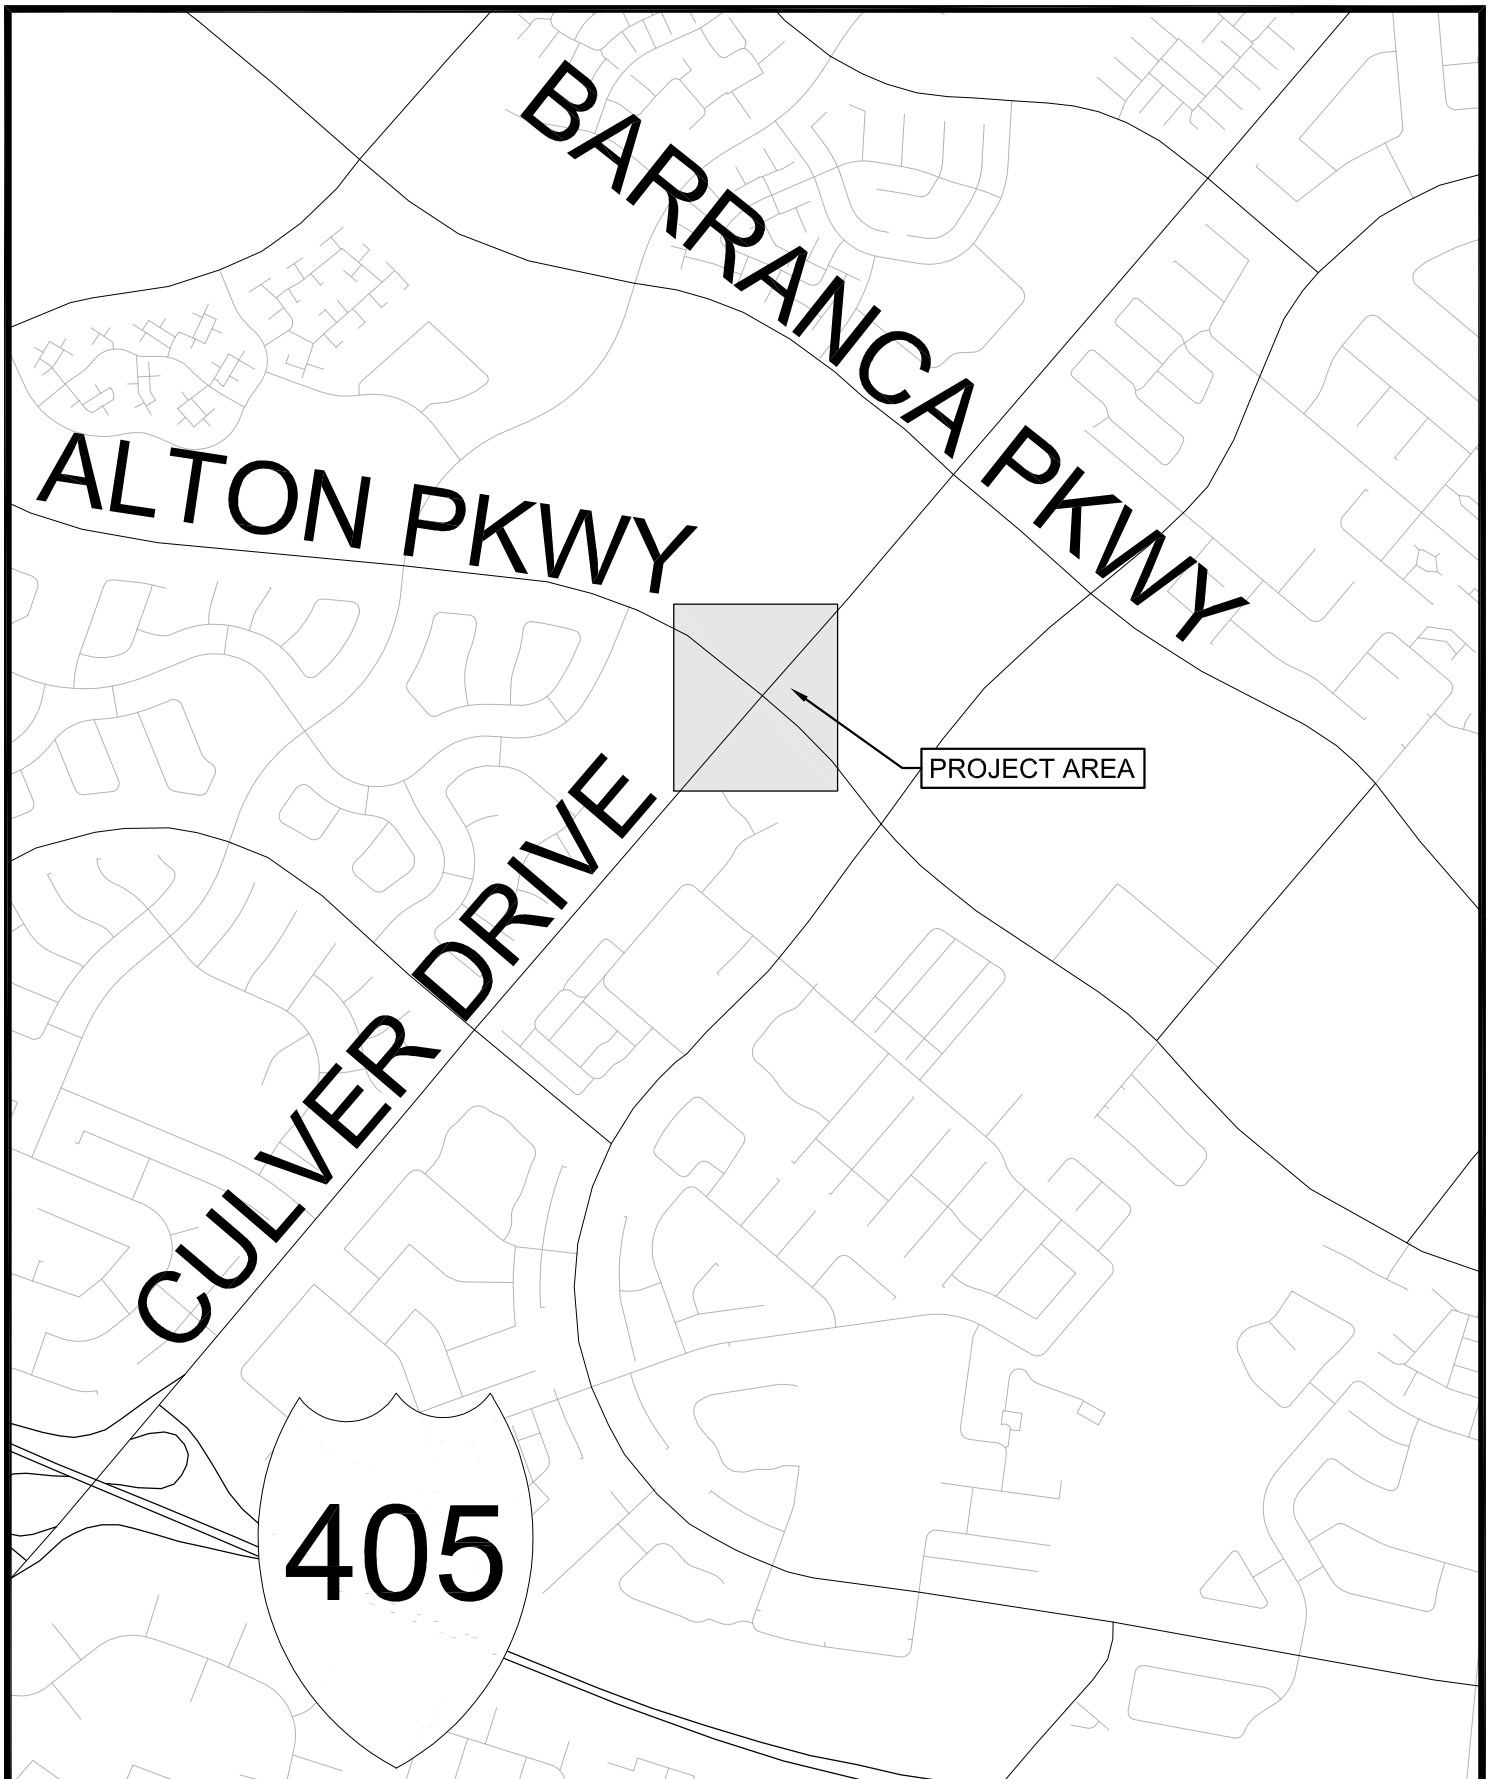 BARRANCA PKWY
ALTON PKWY
PROJECT AREA
CULVER DRIVE
405